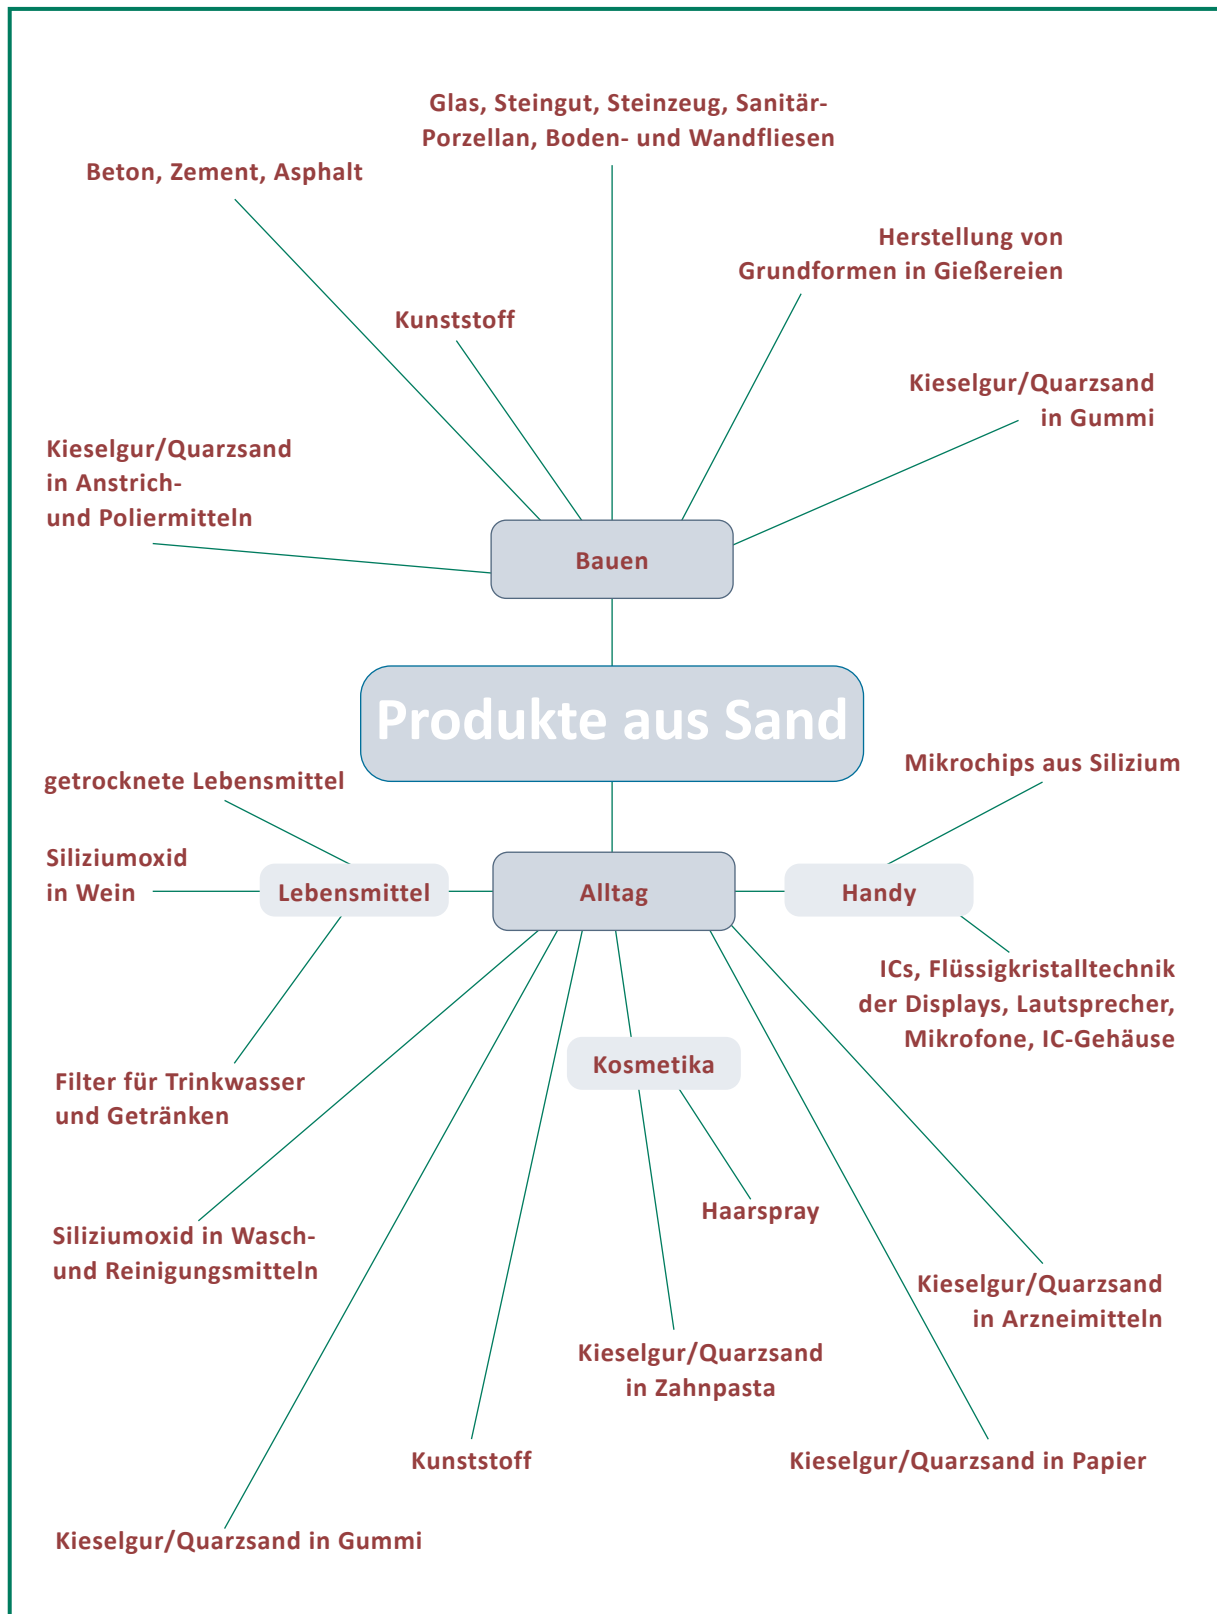 Glas, Steingut, Steinzeug, Sanitär-
Porzellan, Boden- und Wandfliesen
Beton, Zement, Asphalt
Herstellung von
Grundformen in Gießereien
Kunststoff
Kieselgur/Quarzsand
in Gummi
Kieselgur/Quarzsand
in Anstrich-
und Poliermitteln
Bauen
Produkte aus Sand
Mikrochips aus Silizium
getrocknete Lebensmittel
Siliziumoxid
in Wein
Lebensmittel
Alltag
Handy
ICs, Flüssigkristalltechnik
der Displays, Lautsprecher,
Mikrofone, IC-Gehäuse
Kosmetika
Filter für Trinkwasser
und Getränken
Haarspray
Siliziumoxid in Wasch-
und Reinigungsmitteln
Kieselgur/Quarzsand
in Arzneimitteln
Kieselgur/Quarzsand
in Zahnpasta
Kunststoff
Kieselgur/Quarzsand in Papier
Kieselgur/Quarzsand in Gummi